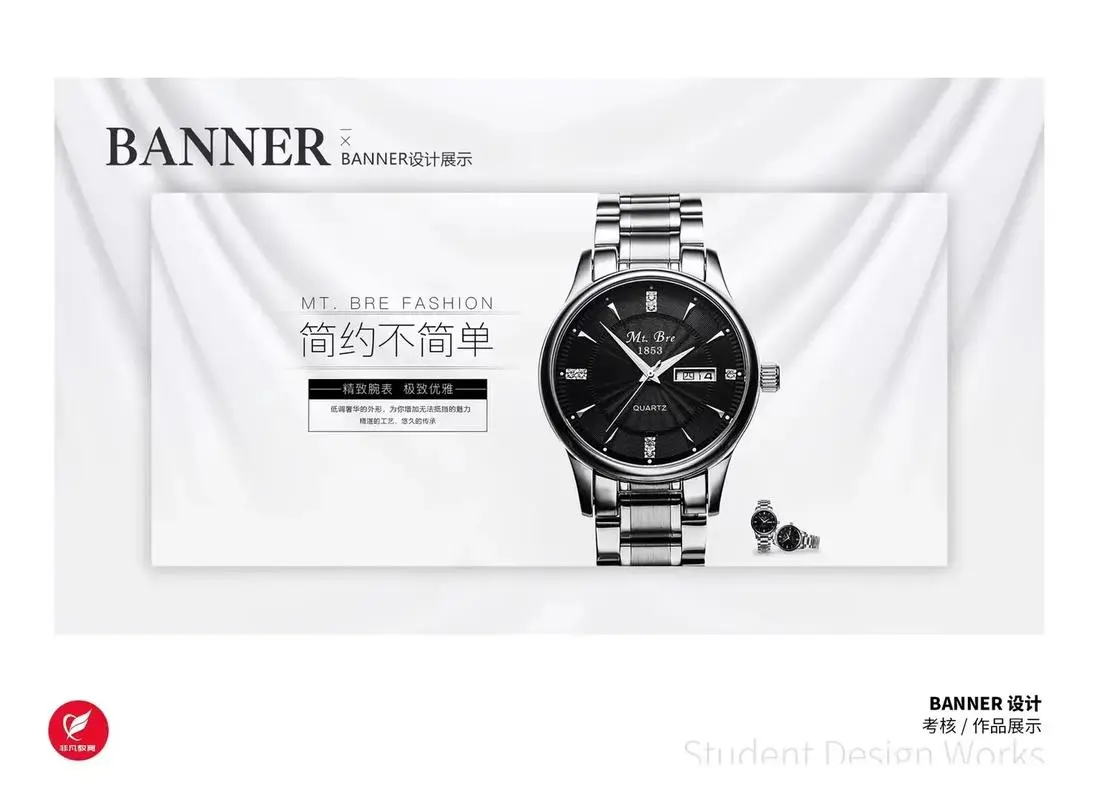 BANNER
BANNER设计展示
MT. BRE FASHION
简约不简单
精致腕表 极致优雅
低调奢华的外形，为你增加无法抵挡的魅力
精湛的工艺、悠久的传承
Mt. Bre
1853
四 14
QUARTZ
非凡教育
BANNER 设计
考核 / 作品展示
Student Design Works